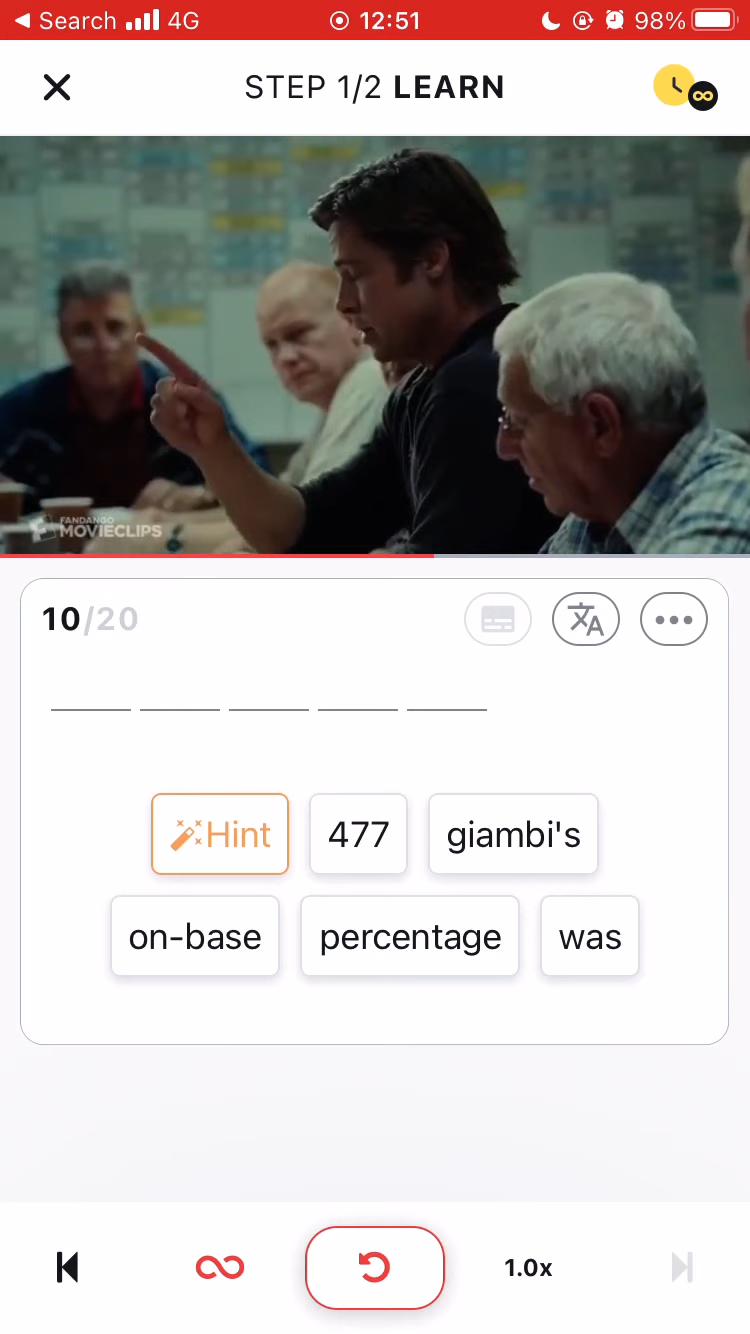 Search 4G 12:51 98%
STEP 1/2 LEARN
FANDANGO
MOVIECLIPS
10/20
Hint 477 giambi's
on-base percentage was
1.0x